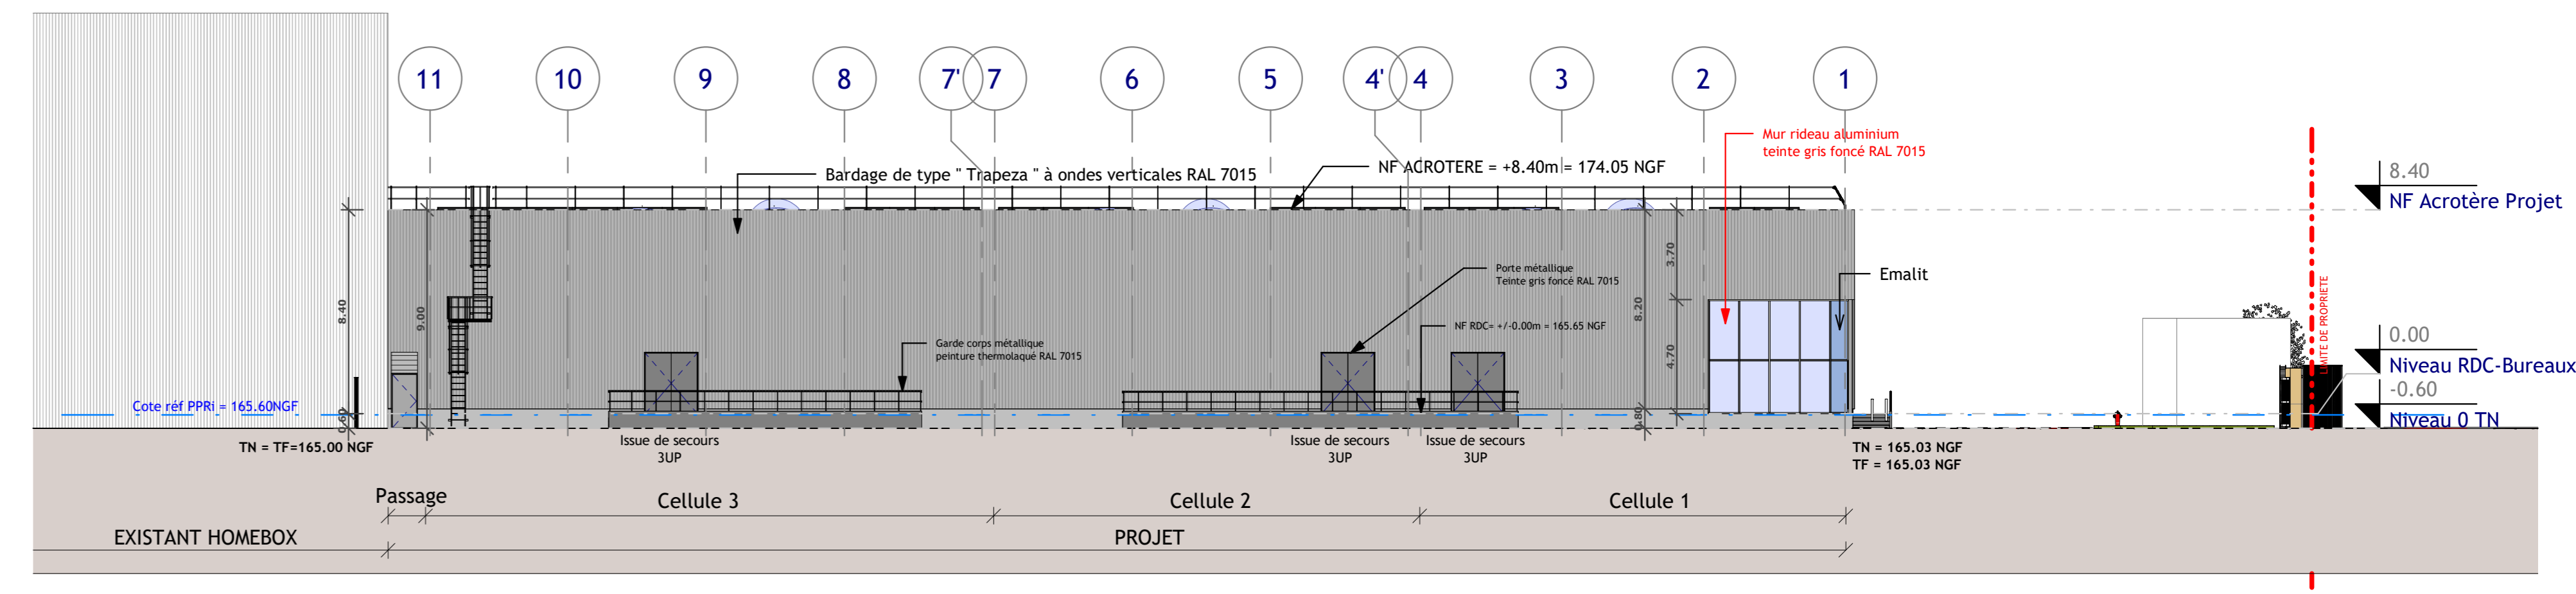 11
10
9
8
7'
7
6
5
4'
4
3
2
1
Mur rideau aluminium
teinte gris foncé RAL 7015
Bardage de type " Trapeza " à ondes verticales RAL 7015
NF ACROTERE = +8.40m = 174.05 NGF
8.40
NF Acrotère Projet
3.70
Porte métallique
Teinte gris foncé RAL 7015
Emalit
8.40
9.00
8.20
NF RDC= +/-0.00m = 165.65 NGF
LIMITE DE PROPRIETE
0.00
Niveau RDC-Bureaux
Garde corps métallique
peinture thermolaqué RAL 7015
4.70
-0.60
Niveau 0 TN
Cote réf PPRi = 165.60NGF
0.60
0.80
TN = TF=165.00 NGF
Issue de secours
3UP
Issue de secours
3UP
Issue de secours
3UP
TN = 165.03 NGF
TF = 165.03 NGF
Passage
Cellule 3
Cellule 2
Cellule 1
EXISTANT HOMEBOX
PROJET